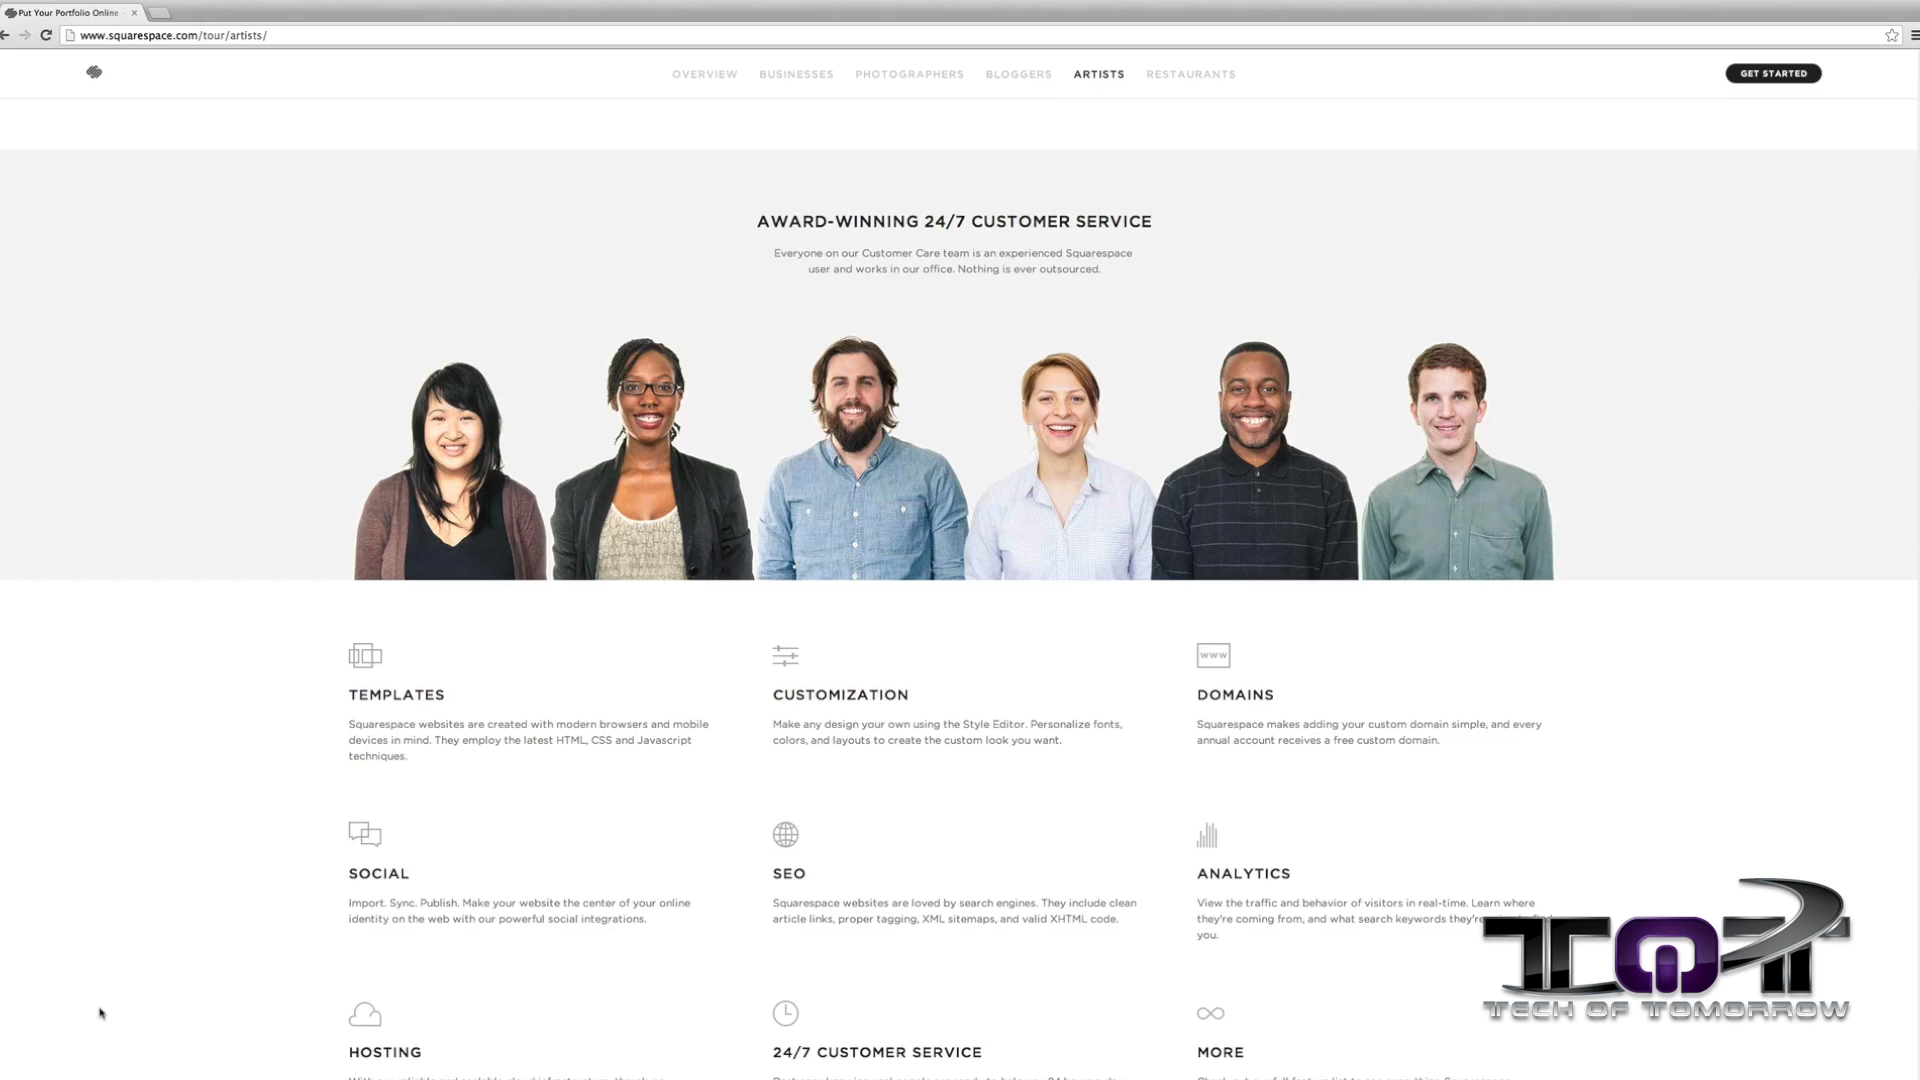 Put Your Portfolio Online
www.squarespace.com/tour/artists/
OVERVIEW BUSINESSES PHOTOGRAPHERS BLOGGERS ARTISTS RESTAURANTS
GET STARTED
AWARD-WINNING 24/7 CUSTOMER SERVICE
Everyone on our Customer Care team is an experienced Squarespace
user and works in our office. Nothing is ever outsourced.
TEMPLATES
Squarespace websites are created with modern browsers and mobile
devices in mind. They employ the latest HTML, CSS and Javascript
techniques.
CUSTOMIZATION
Make any design your own using the Style Editor. Personalize fonts,
colors, and layouts to create the custom look you want.
WWW
DOMAINS
Squarespace makes adding your custom domain simple, and every
annual account receives a free custom domain.
SOCIAL
Import. Sync. Publish. Make your website the center of your online
identity on the web with our powerful social integrations.
SEO
Squarespace websites are loved by search engines. They include clean
article links, proper tagging, XML sitemaps, and valid XHTML code.
ANALYTICS
View the traffic and behavior of visitors in real-time. Learn where
they're coming from, and what search keywords
you.
HOSTING
24/7 CUSTOMER SERVICE
MORE
TOT
TECH OF TOMORROW